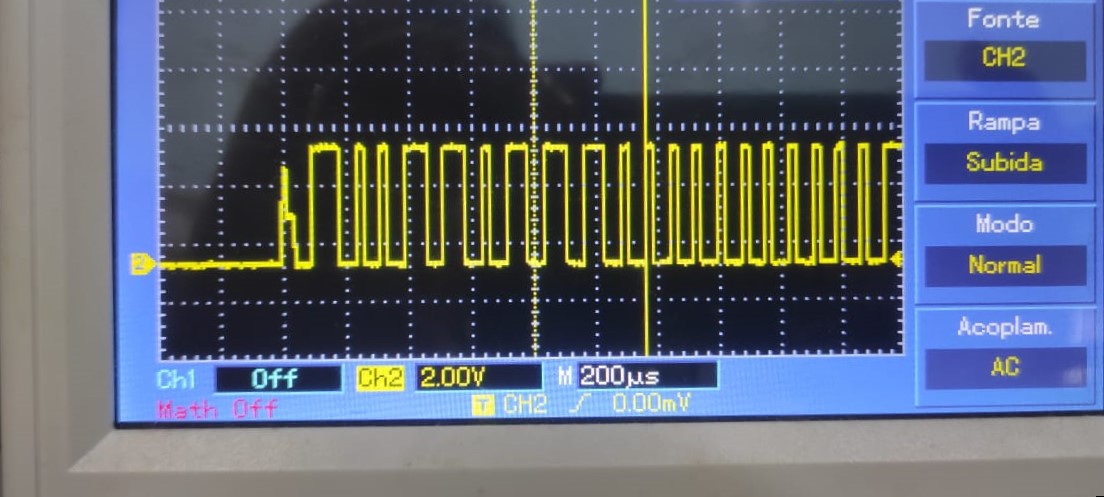 Fonte
CH2
Rampa
Subida
Modo
Normal
Acoplam.
AC
2
Ch1 Off Ch2 2.00V M 200µs
Math Off T CH2 0.00mV